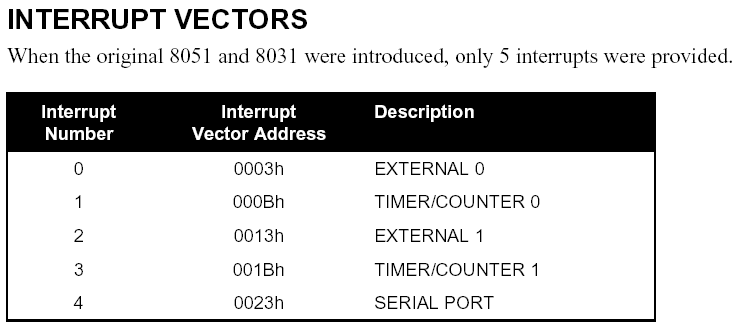 INTERRUPT VECTORS
When the original 8051 and 8031 were introduced, only 5 interrupts were provided.
Interrupt Number Interrupt Vector Address Description
0 0003h EXTERNAL 0
1 000Bh TIMER/COUNTER 0
2 0013h EXTERNAL 1
3 001Bh TIMER/COUNTER 1
4 0023h SERIAL PORT